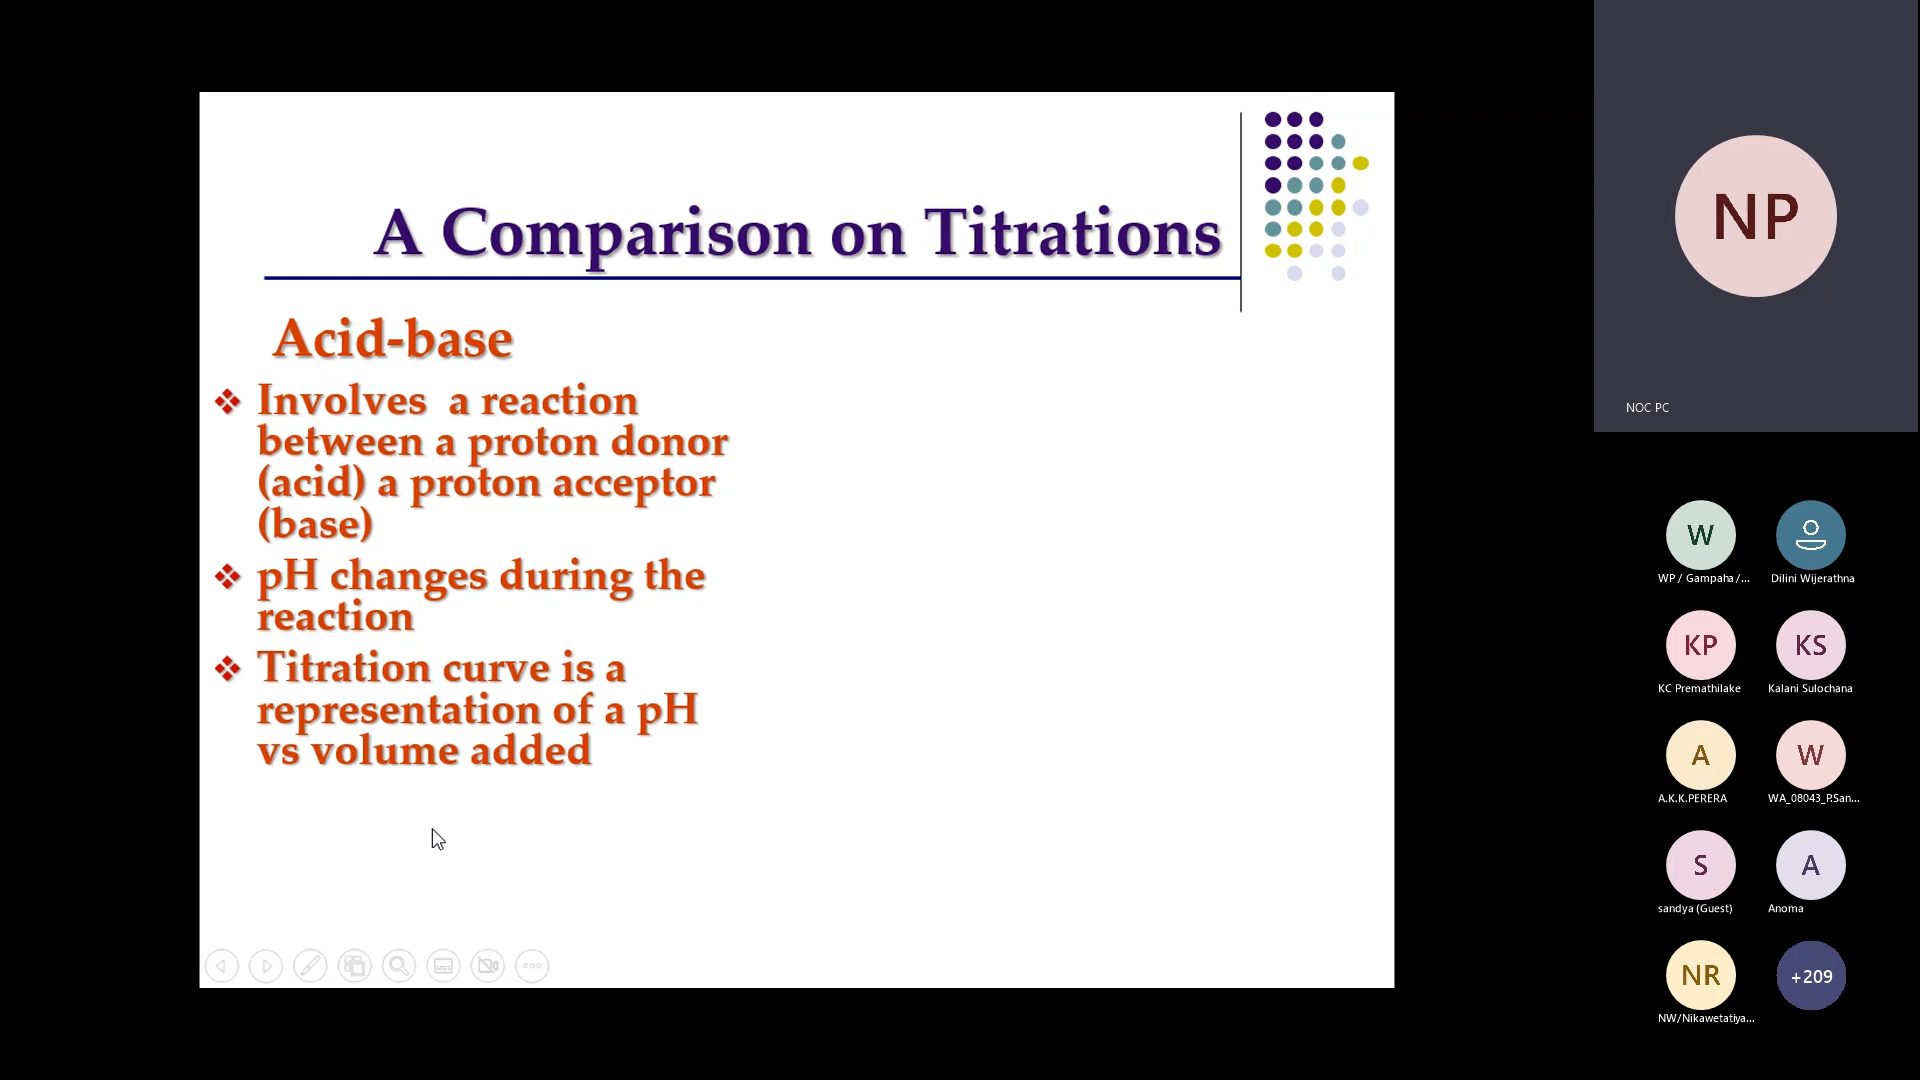 A Comparison on Titrations
Acid-base
Involves a reaction
between a proton donor
(acid) a proton acceptor
(base)
pH changes during the
reaction
Titration curve is a
representation of a pH
vs volume added
NP
NOC PC
W
WP / Gampaha /...
Dilini Wijerathna
KP
KS
KC Premathilake
Kalani Sulochana
A
W
A.K.K.PERERA
WA_08043_P.San...
S
A
sandya (Guest)
Anoma
NR
+209
NW/Nikawetatiya...